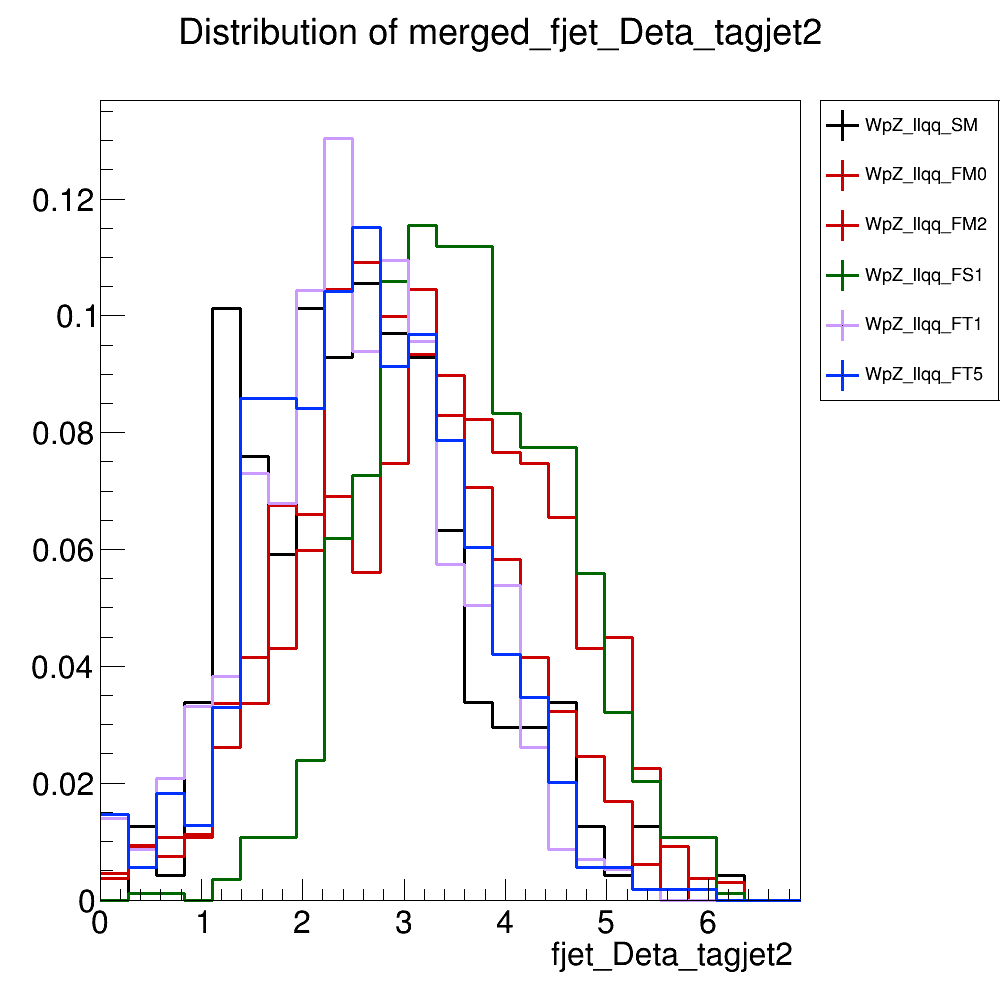 Distribution of merged_fjet_Deta_tagjet2
WpZ_llqq_SM
WpZ_llqq_FM0
WpZ_llqq_FM2
WpZ_llqq_FS1
WpZ_llqq_FT1
WpZ_llqq_FT5
0.12
0.1
0.08
0.06
0.04
0.02
0
0 1 2 3 4 5 6
fjet_Deta_tagjet2